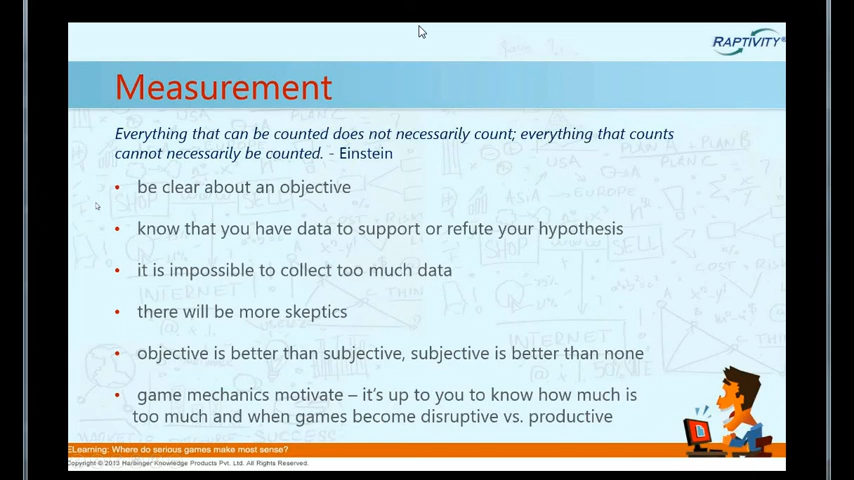 RAPTIVITY®
Measurement
Everything that can be counted does not necessarily count; everything that counts
cannot necessarily be counted. - Einstein
• be clear about an objective
• know that you have data to support or refute your hypothesis
• it is impossible to collect too much data
• there will be more skeptics
• objective is better than subjective, subjective is better than none
• game mechanics motivate – it's up to you to know how much is
too much and when games become disruptive vs. productive
ELearning: Where do serious games make most sense?
opyright © 2013 Harbinger Knowledge Products Pvt. Ltd. All Rights Reserved.